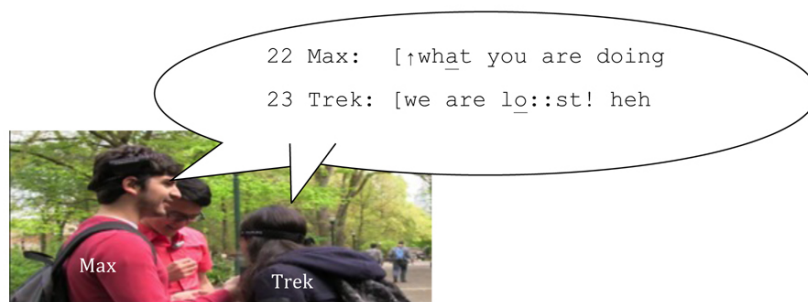 22 Max: [↑what you are doing
23 Trek: [we are lo::st! heh
Max
Trek